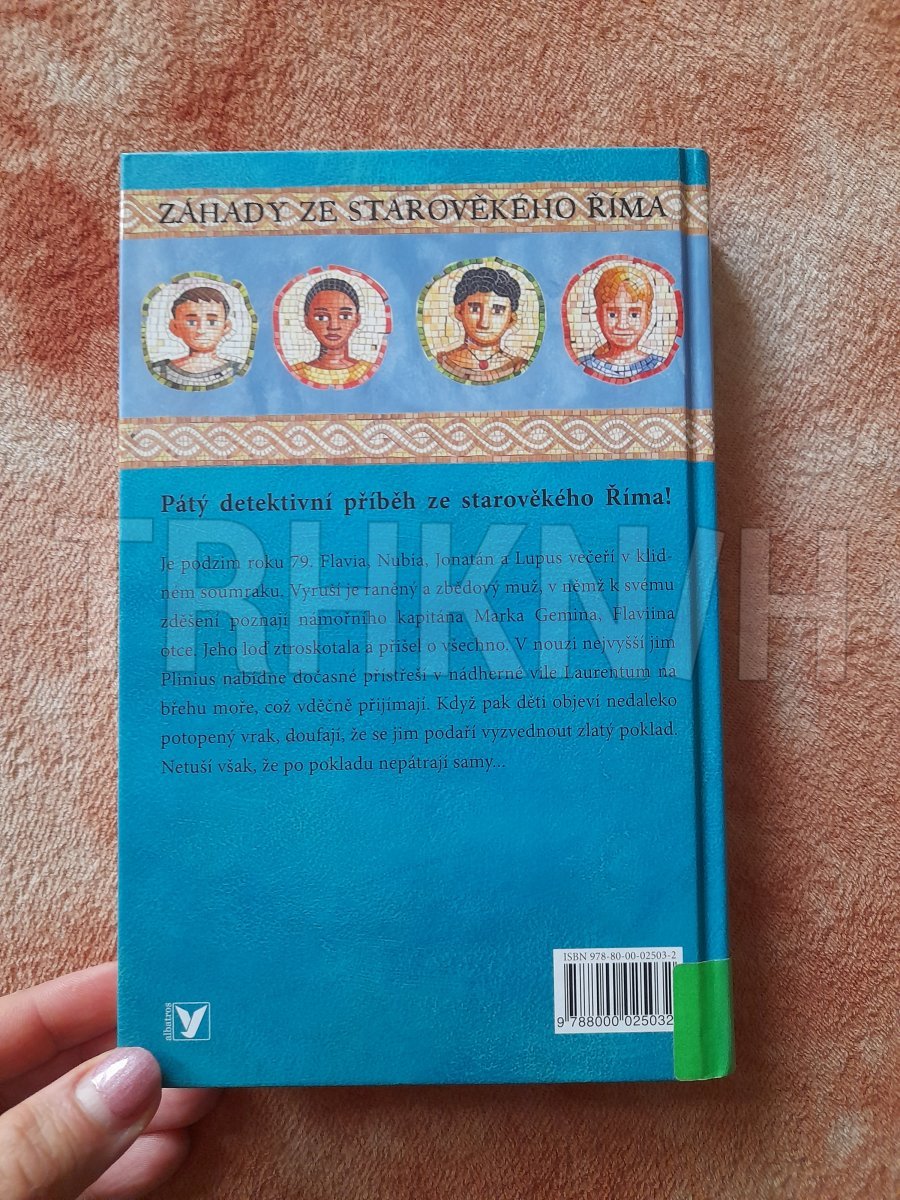 ZÁHADY ZE STAROVĚKÉHO ŘÍMA
Pátý detektivní příběh ze starověkého Říma!
Je podzim roku 79. Flavia, Nubia, Jonatán a Lupus večeří v klid-
ném soumraku. Vyruší je raněný a zbědový muž, v němž k svému
zděšení poznají námořního kapitána Marka Gemina, Flaviina
otce. Jeho loď ztroskotala a přišel o všechno. V nouzi nejvyšší jim
Plinius nabídne dočasné přístřeší v nádherné vile Laurentum na
břehu moře, což vděčně přijímají. Když pak děti objeví nedaleko
potopený vrak, doufají, že se jim podaří vyzvednout zlatý poklad.
Netuší však, že po pokladu nepátrají samy...
TRHKNIH
ISBN 978-80-00-02503-2
9 788000 025032
albatros